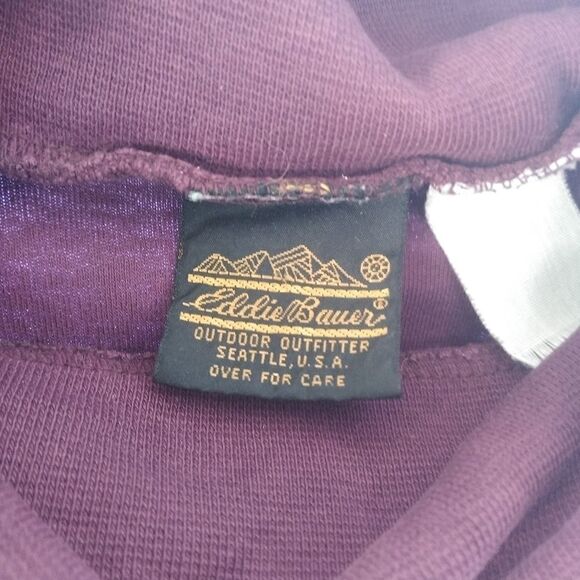 Eddie Bauer®
OUTDOOR OUTFITTER
SEATTLE, U.S.A.
OVER FOR CARE